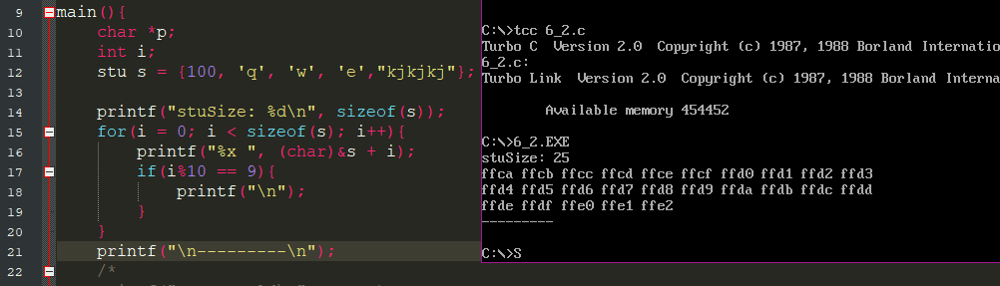 9 main(){
10 char *p;
11 int i;
12 stu s = {100, 'q', 'w', 'e',"kjkjkj"};
13
14 printf("stuSize: %d\n", sizeof(s));
15 for(i = 0; i < sizeof(s); i++){
16 printf("%x ", (char)&s + i);
17 if(i%10 == 9){
18 printf("\n");
19 }
20 }
21 printf("\n---------\n");
22 /*
C:\>tcc 6_2.c
Turbo C Version 2.0 Copyright (c) 1987, 1988 Borland Internatio
6_2.c:
Turbo Link Version 2.0 Copyright (c) 1987, 1988 Borland Interna
Available memory 454452
C:\>6_2.EXE
stuSize: 25
ffca ffcb ffcc ffcd ffce ffcf ffd0 ffd1 ffd2 ffd3
ffd4 ffd5 ffd6 ffd7 ffd8 ffd9 ffda ffdb ffdc ffdd
ffde ffdf ffe0 ffe1 ffe2
---------
C:\>S